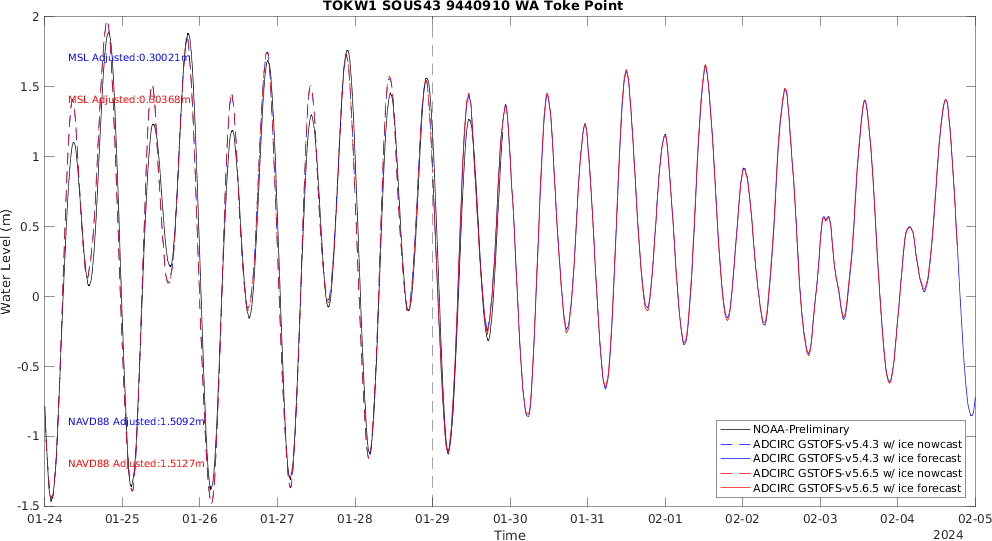 TOKW1 SOUS43 9440910 WA Toke Point
2
1.5
1
0.5
0
-0.5
-1
-1.5
Water Level (m)
MSL Adjusted:0.30021m
MSL Adjusted:0.30368m
NAVD88 Adjusted:1.5092m
NAVD88 Adjusted:1.5127m
NOAA-Preliminary
ADCIRC GSTOFS-v5.4.3 w/ ice nowcast
ADCIRC GSTOFS-v5.4.3 w/ ice forecast
ADCIRC GSTOFS-v5.6.5 w/ ice nowcast
ADCIRC GSTOFS-v5.6.5 w/ ice forecast
01-24 01-25 01-26 01-27 01-28 01-29 01-30 01-31 02-01 02-02 02-03 02-04 02-05
Time
2024